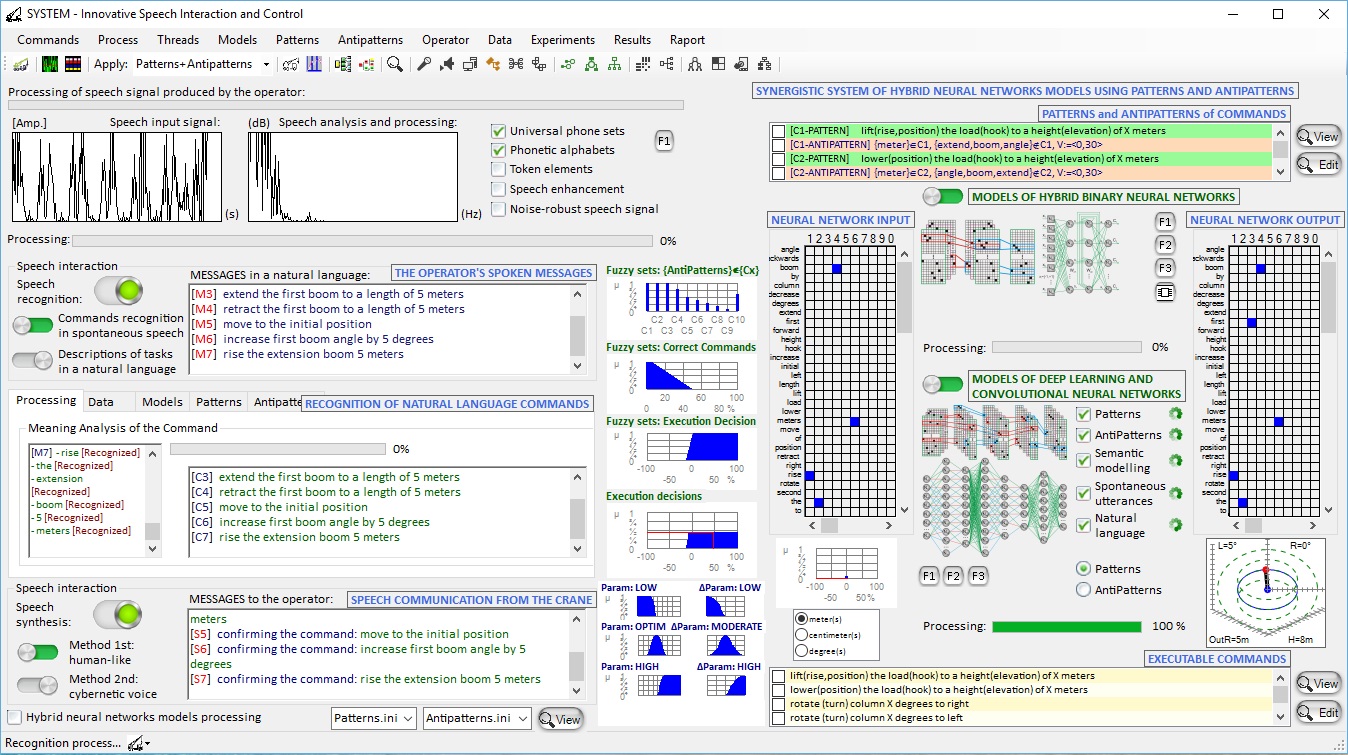 SYSTEM - Innovative Speech Interaction and Control
Commands Process Threads Models Patterns Antipatterns Operator Data Experiments Results Raport
Apply: Patterns+Antipatterns
Processing of speech signal produced by the operator:
[Amp.] Speech input signal:
(s)
(dB) Speech analysis and processing:
(Hz)
Universal phone sets
Phonetic alphabets
Token elements
Speech enhancement
Noise-robust speech signal
F1
Processing: 0%
Speech interaction
Speech
recognition:
Commands recognition
in spontaneous speech
Descriptions of tasks
in a natural language
MESSAGES in a natural language: THE OPERATOR'S SPOKEN MESSAGES
[M3] extend the first boom to a length of 5 meters
[M4] retract the first boom to a length of 5 meters
[M5] move to the initial position
[M6] increase first boom angle by 5 degrees
[M7] rise the extension boom 5 meters
Processing Data Models Patterns Antipatte
RECOGNITION OF NATURAL LANGUAGE COMMANDS
Meaning Analysis of the Command
[M7] - rise [Recognized]
- the [Recognized]
- extension
[Recognized]
- boom [Recognized]
- 5 [Recognized]
- meters [Recognized]
0%
[C3] extend the first boom to a length of 5 meters
[C4] retract the first boom to a length of 5 meters
[C5] move to the initial position
[C6] increase first boom angle by 5 degrees
[C7] rise the extension boom 5 meters
Speech interaction
Speech
synthesis:
Method 1st:
human-like
Method 2nd:
cybernetic voice
MESSAGES to the operator: SPEECH COMMUNICATION FROM THE CRANE
meters
[S5] confirming the command: move to the initial position
[S6] confirming the command: increase first boom angle by 5
degrees
[S7] confirming the command: rise the extension boom 5 meters
Hybrid neural networks models processing
Patterns.ini Antipatterns.ini View
Recognition process...
Fuzzy sets: {AntiPatterns}∉{Cx}
μ 1
0
C2 C4 C6 C8 C10
C1 C3 C5 C7 C9
Fuzzy sets: Correct Commands
μ 1
0
20 60 100
0 40 80 %
Fuzzy sets: Execution Decision
μ 1
0
-100 0 100
-50 50 %
Execution decisions
μ 1
0
-100 0 100
-50 50 %
Param: LOW ΔParam: LOW
Param: OPTIM ΔParam: MODERATE
Param: HIGH ΔParam: HIGH
SYNERGISTIC SYSTEM OF HYBRID NEURAL NETWORKS MODELS USING PATTERNS AND ANTIPATTERNS
PATTERNS and ANTIPATTERNS of COMMANDS
[C1-PATTERN] lift(rise,position) the load(hook) to a height(elevation) of X meters
[C1-ANTIPATTERN] {meter}∉C1, {extend,boom,angle}∉C1, V:=<0,30>
[C2-PATTERN] lower(position) the load(hook) to a height(elevation) of X meters
[C2-ANTIPATTERN] {meter}∉C2, {angle,boom,extend}∉C2, V:=<0,30>
View
Edit
MODELS OF HYBRID BINARY NEURAL NETWORKS
NEURAL NETWORK INPUT
1 2 3 4 5 6 7 8 9 0
angle
ackwards
boom
by
column
decrease
degrees
extend
first
forward
height
hook
increase
initial
left
length
lift
load
lower
meters
move
of
position
retract
right
rise
rotate
second
the
to
F1
F2
F3
Processing: 0%
MODELS OF DEEP LEARNING AND
CONVOLUTIONAL NEURAL NETWORKS
Patterns
AntiPatterns
Semantic
modelling
Spontaneous
utterances
Natural
language
F1 F2 F3
Patterns
AntiPatterns
Processing: 100 %
NEURAL NETWORK OUTPUT
1 2 3 4 5 6 7 8 9 0
angle
ackwards
boom
by
column
decrease
degrees
extend
first
forward
height
hook
increase
initial
left
length
lift
load
lower
meters
move
of
position
retract
right
rise
rotate
second
the
to
μ 1
0
-100 0 100
-50 50%
meter(s)
centimeter(s)
degree(s)
L=5° R=0°
OutR=5m H=8m
EXECUTABLE COMMANDS
lift(rise,position) the load(hook) to a height(elevation) of X meters
lower(position) the load(hook) to a height(elevation) of X meters
rotate (turn) column X degrees to right
rotate (turn) column X degrees to left
View
Edit